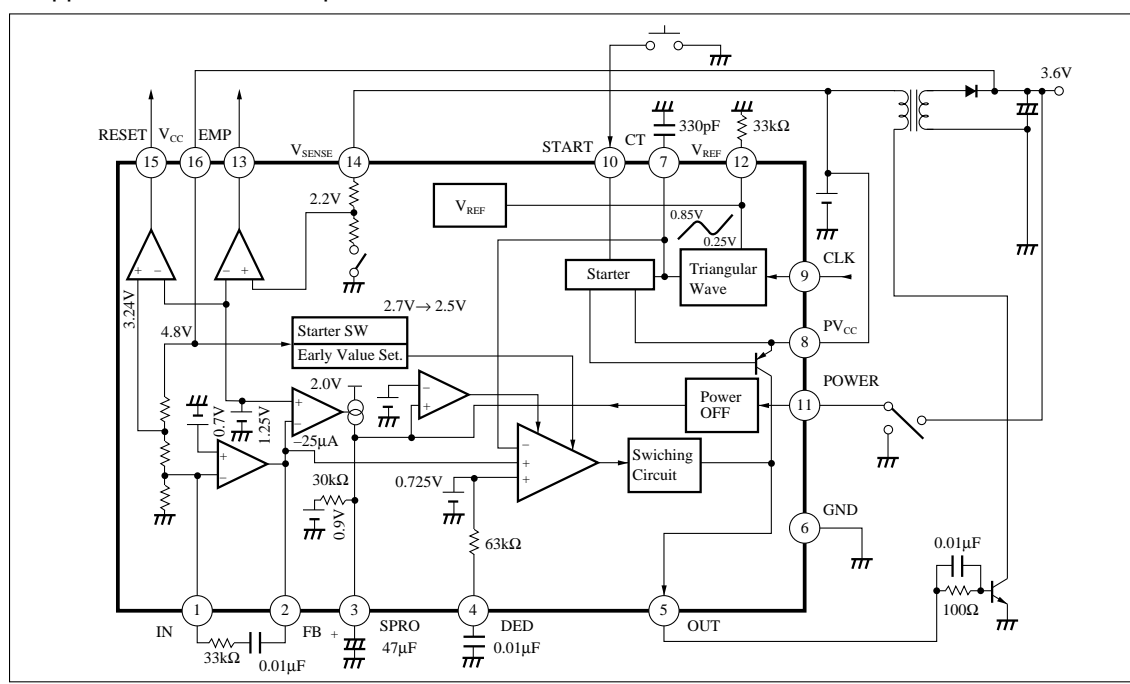 3.6V
330pF
33kΩ
RESET
VCC
EMP
VSENSE
START
CT
VREF
15
16
13
14
10
7
12
2.2V
VREF
0.85V
0.25V
+ −
− +
Starter
Triangular
Wave
9
CLK
3.24V
2.7V→2.5V
4.8V
Starter SW
Early Value Set.
PVCC
8
2.0V
POWER
Power
OFF
11
0.7V
1.25V
+
−
−25µA
−
+
+
−
−
+
+
Swiching
Circuit
0.725V
30kΩ
0.9V
63kΩ
GND
6
0.01µF
100Ω
1
2
3
4
5
IN
FB
SPRO
DED
OUT
+
33kΩ
0.01µF
47µF
0.01µF